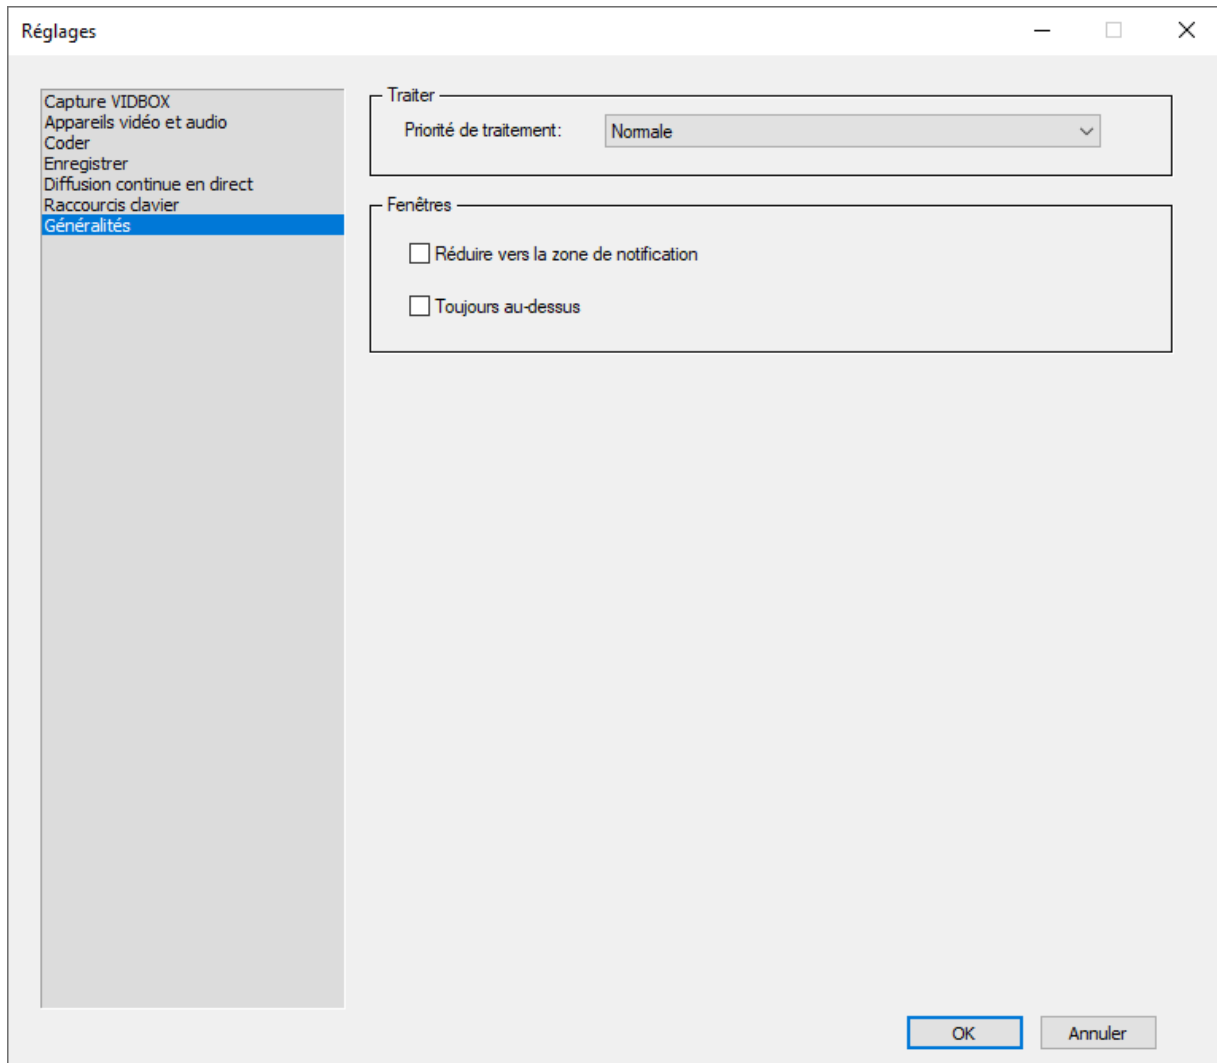 Réglages
Capture VIDBOX
Appareils vidéo et audio
Coder
Enregistrer
Diffusion continue en direct
Raccourcis clavier
Généralités
Traiter
Priorité de traitement: Normale
Fenêtres
Réduire vers la zone de notification
Toujours au-dessus
OK Annuler